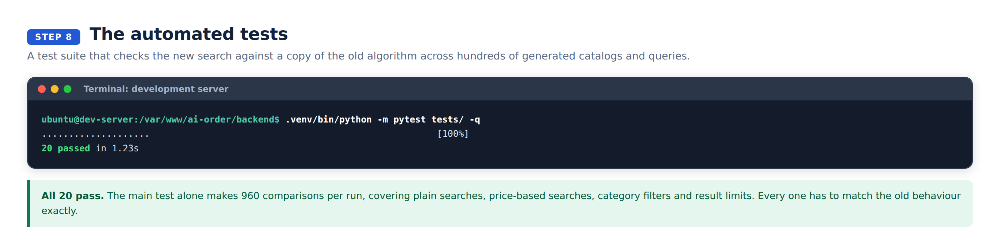 STEP 8 The automated tests
A test suite that checks the new search against a copy of the old algorithm across hundreds of generated catalogs and queries.
Terminal: development server
ubuntu@dev-server:/var/www/ai-order/backend$ .venv/bin/python -m pytest tests/ -q
.................... [100%]
20 passed in 1.23s
All 20 pass. The main test alone makes 960 comparisons per run, covering plain searches, price-based searches, category filters and result limits. Every one has to match the old behaviour
exactly.